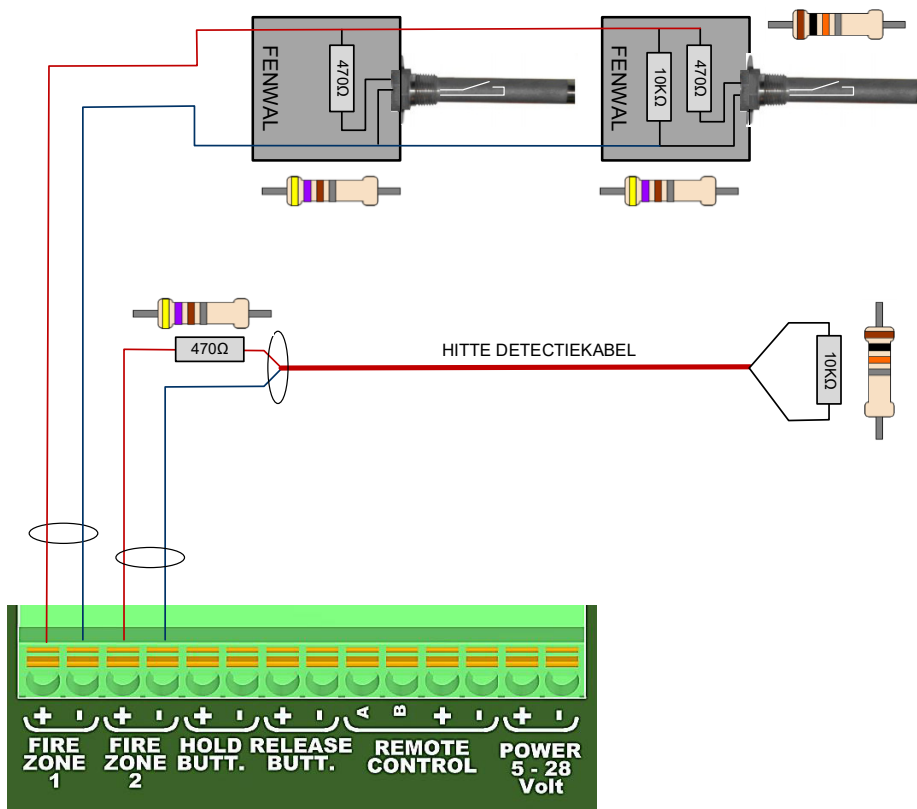 FENWAL
470Ω
FENWAL
10KΩ
470Ω
470Ω
HITTE DETECTIEKABEL
10KΩ
+ - + - + - + - A B + - + -
FIRE ZONE 1
FIRE ZONE 2
HOLD BUTT.
RELEASE BUTT.
REMOTE CONTROL
POWER 5 - 28 Volt